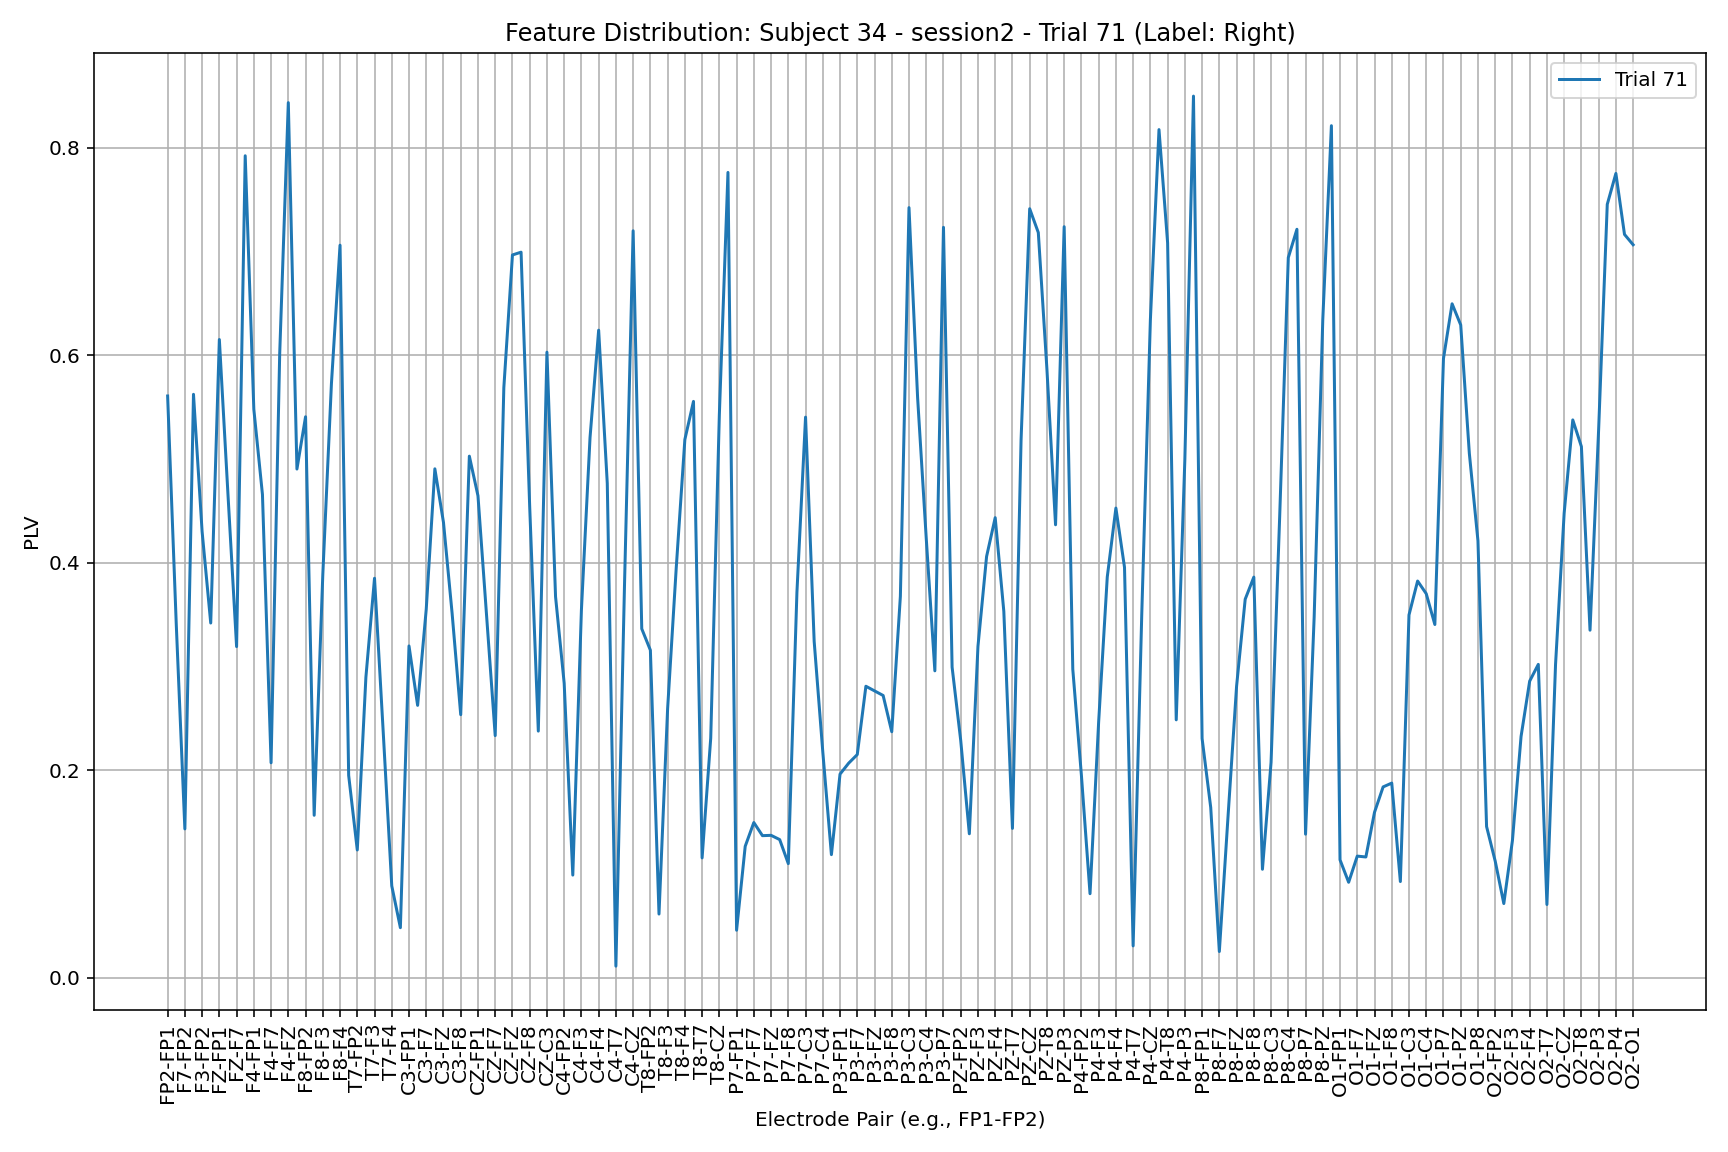 Feature Distribution: Subject 34 - session2 - Trial 71 (Label: Right)
Trial 71
PLV
0.8
0.6
0.4
0.2
0.0
FP2-FP1
F7-FP2
F3-FP2
FZ-FP1
FZ-F7
F4-FP1
F4-F7
F4-FZ
F8-FP2
F8-F3
F8-F4
T7-FP2
T7-F3
T7-F4
C3-FP1
C3-F7
C3-FZ
C3-F8
CZ-FP1
CZ-F7
CZ-FZ
CZ-F8
CZ-C3
C4-FP2
C4-F3
C4-F4
C4-T7
C4-CZ
T8-FP2
T8-F3
T8-F4
T8-T7
T8-CZ
P7-FP1
P7-F7
P7-FZ
P7-F8
P7-C3
P7-C4
P3-FP1
P3-F7
P3-FZ
P3-F8
P3-C3
P3-C4
P3-P7
PZ-FP2
PZ-F3
PZ-F4
PZ-T7
PZ-CZ
PZ-T8
PZ-P3
P4-FP2
P4-F3
P4-F4
P4-T7
P4-CZ
P4-T8
P4-P3
P8-FP1
P8-F7
P8-FZ
P8-F8
P8-C3
P8-C4
P8-P7
P8-PZ
O1-FP1
O1-F7
O1-FZ
O1-F8
O1-C3
O1-C4
O1-P7
O1-PZ
O1-P8
O2-FP2
O2-F3
O2-F4
O2-T7
O2-CZ
O2-T8
O2-P3
O2-P4
O2-O1
Electrode Pair (e.g., FP1-FP2)